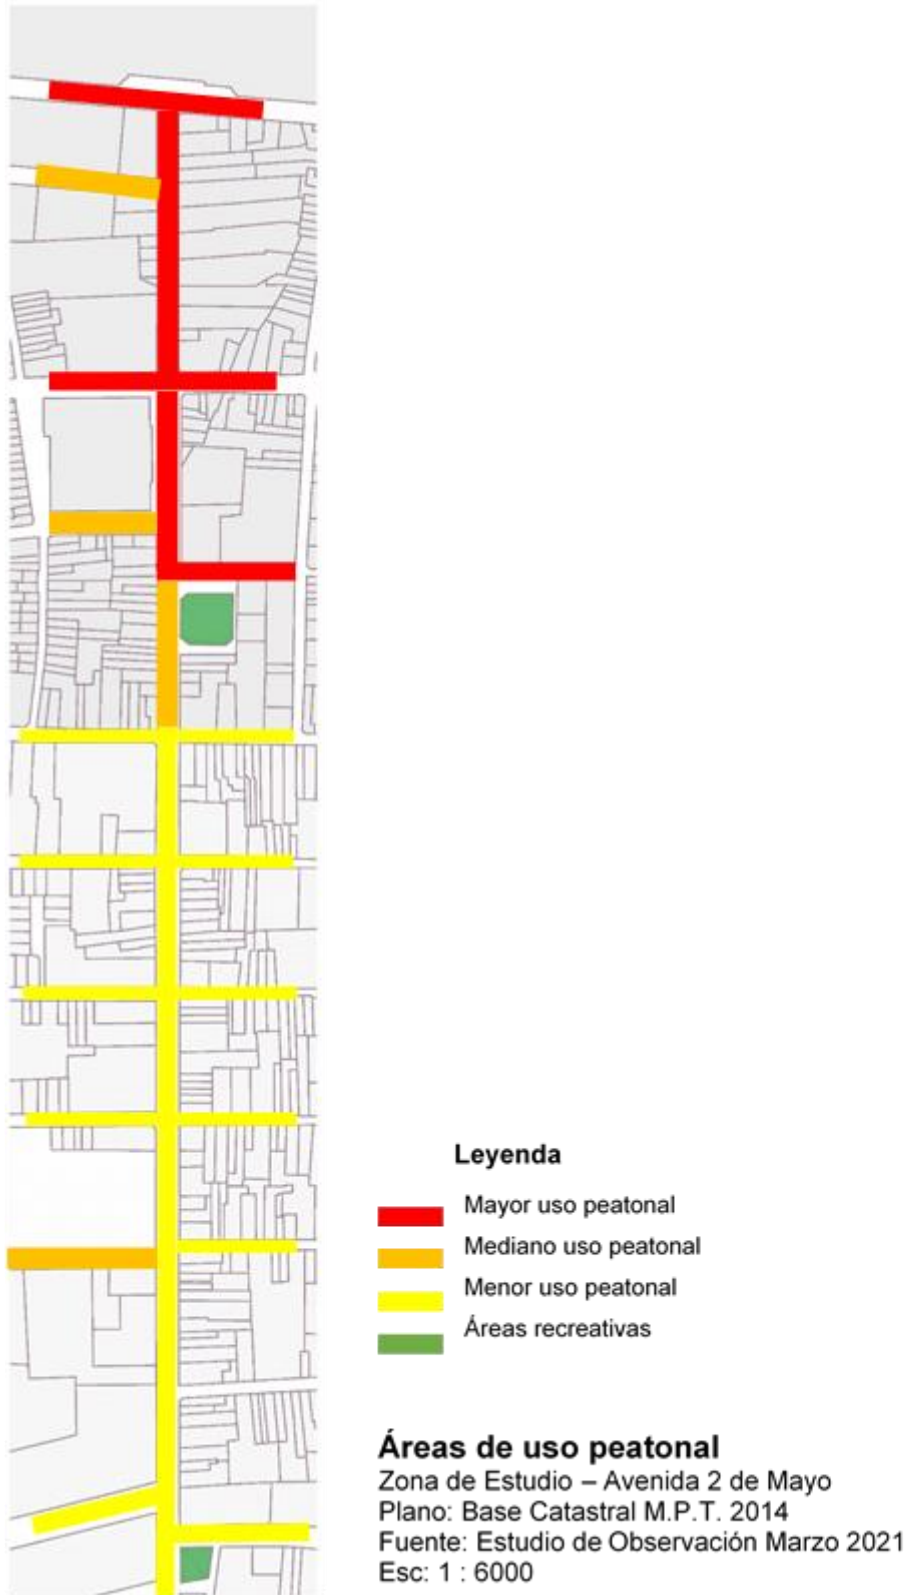 Leyenda
Mayor uso peatonal
Mediano uso peatonal
Menor uso peatonal
Áreas recreativas
Áreas de uso peatonal
Zona de Estudio – Avenida 2 de Mayo
Plano: Base Catastral M.P.T. 2014
Fuente: Estudio de Observación Marzo 2021
Esc: 1 : 6000